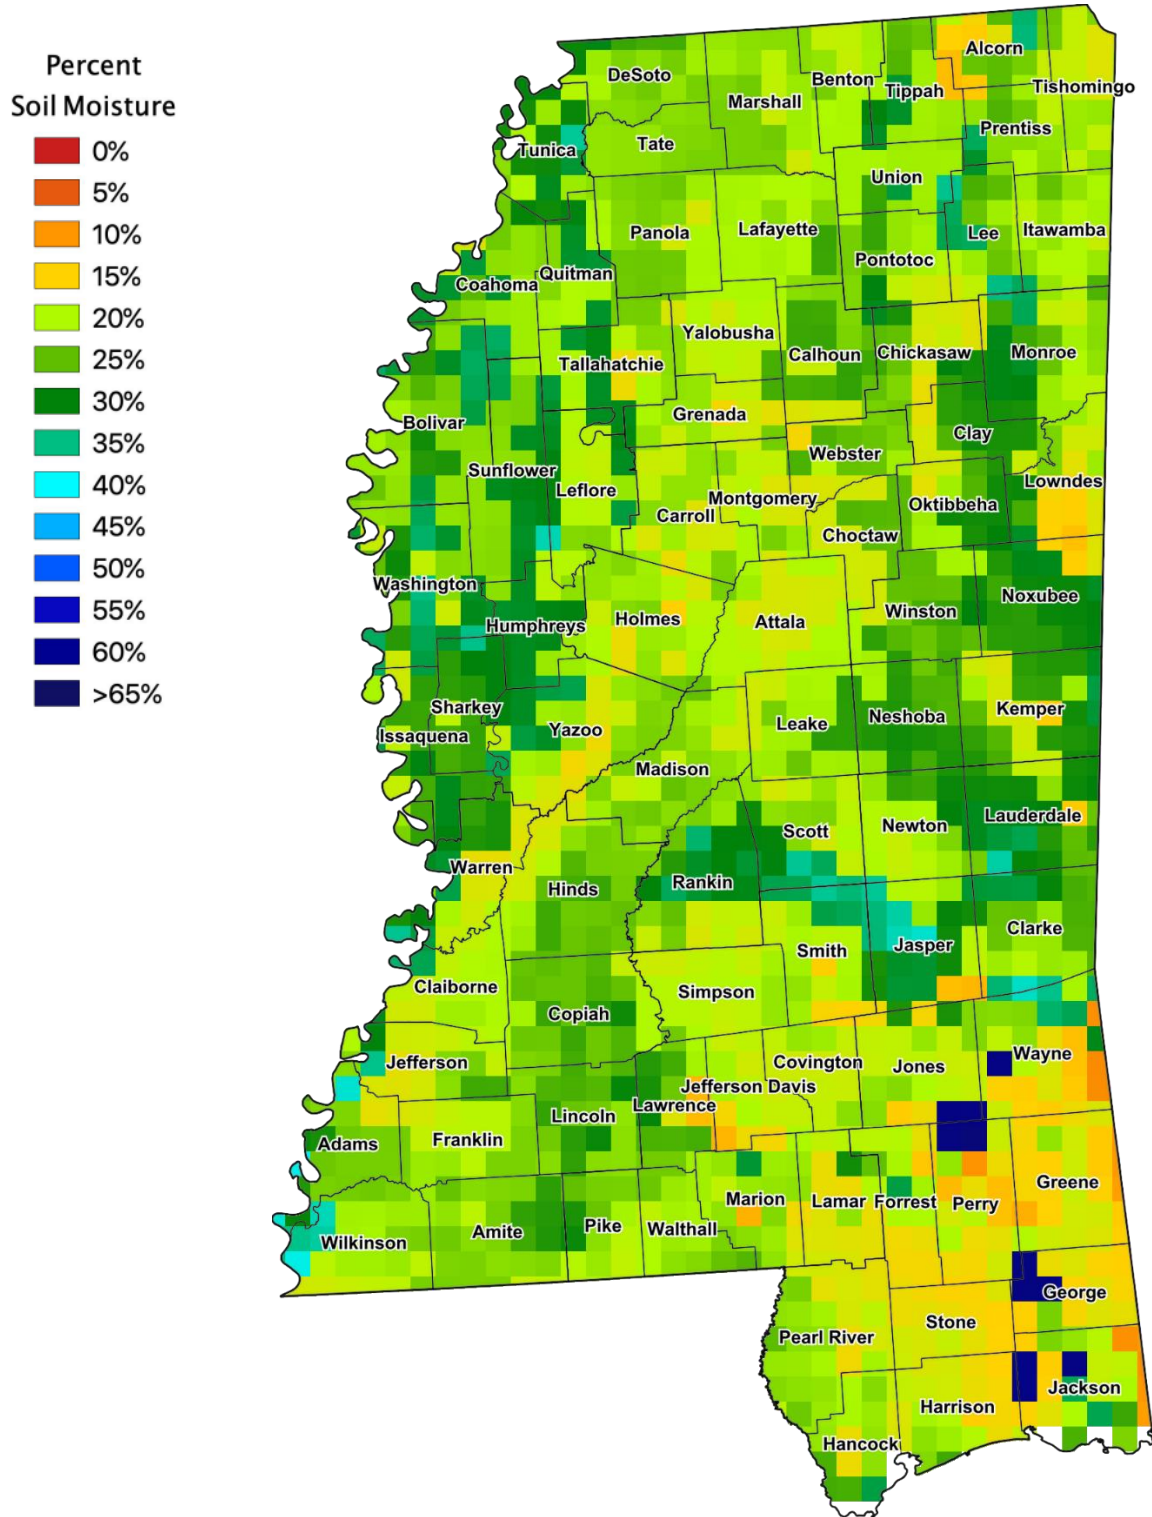 Percent
Soil Moisture
0%
5%
10%
15%
20%
25%
30%
35%
40%
45%
50%
55%
60%
>65%
Alcorn
DeSoto
Benton
Tippah
Tishomingo
Marshall
Prentiss
Tunica
Tate
Union
Panola
Lafayette
Lee
Itawamba
Pontotoc
Coahoma
Quitman
Yalobusha
Calhoun
Chickasaw
Monroe
Tallahatchie
Grenada
Bolivar
Clay
Webster
Sunflower
Leflore
Montgomery
Oktibbeha
Lowndes
Carroll
Choctaw
Washington
Noxubee
Winston
Humphreys
Holmes
Attala
Sharkey
Kemper
Neshoba
Leake
Issaquena
Yazoo
Madison
Lauderdale
Newton
Scott
Warren
Hinds
Rankin
Clarke
Jasper
Smith
Claiborne
Simpson
Copiah
Wayne
Jefferson
Covington
Jones
Jefferson Davis
Lawrence
Lincoln
Adams
Franklin
Greene
Marion
Lamar
Forrest
Perry
Wilkinson
Amite
Pike
Walthall
George
Stone
Pearl River
Jackson
Harrison
Hancock